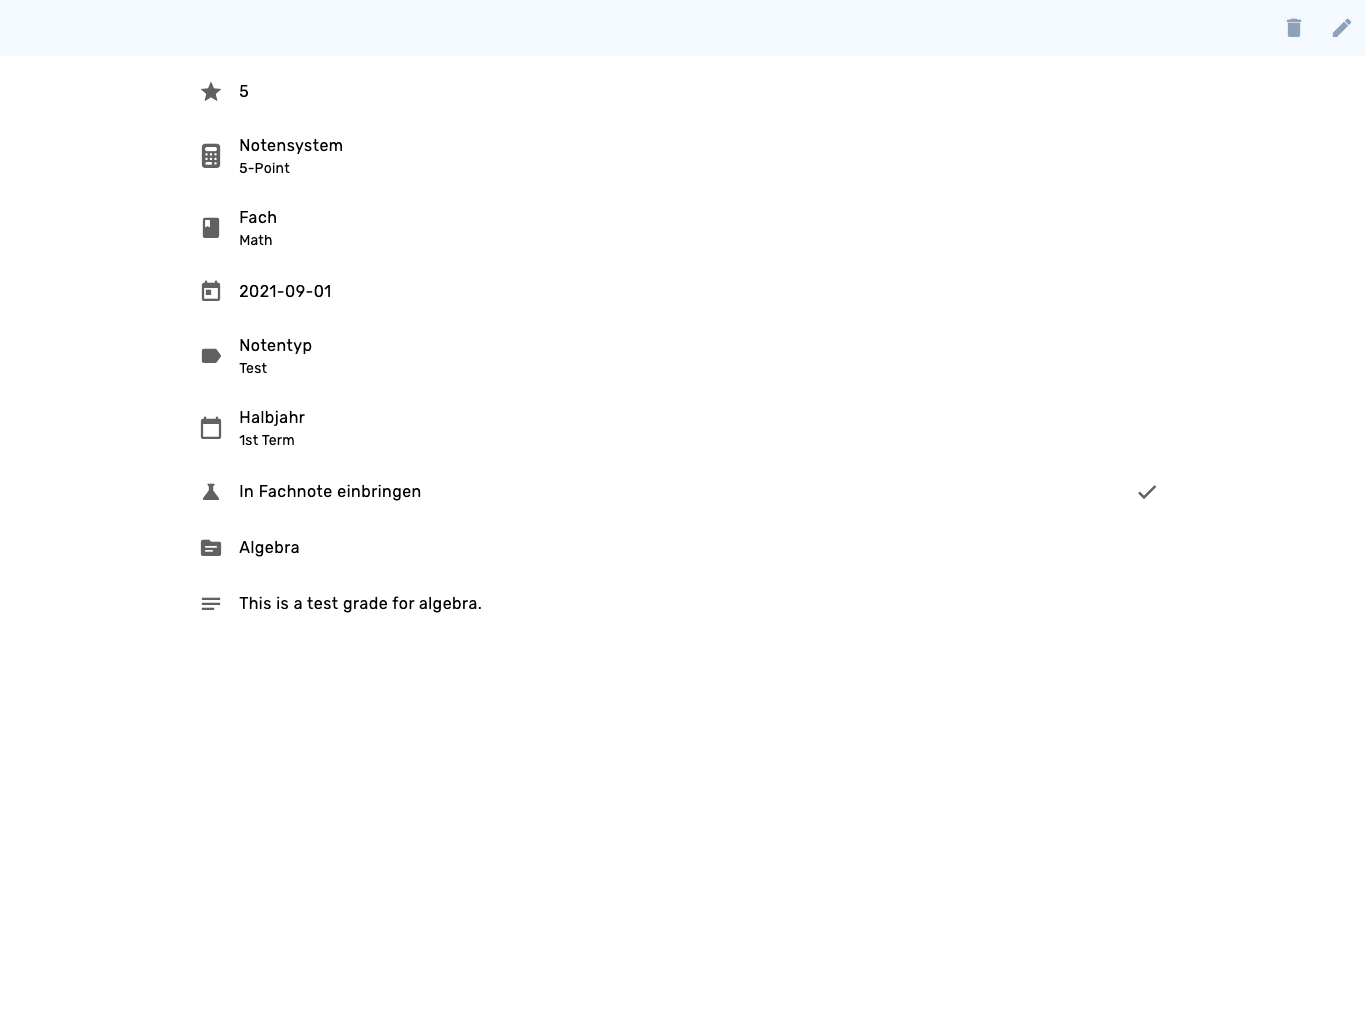 5
Notensystem
5-Point
Fach
Math
2021-09-01
Notentyp
Test
Halbjahr
1st Term
In Fachnote einbringen
Algebra
This is a test grade for algebra.